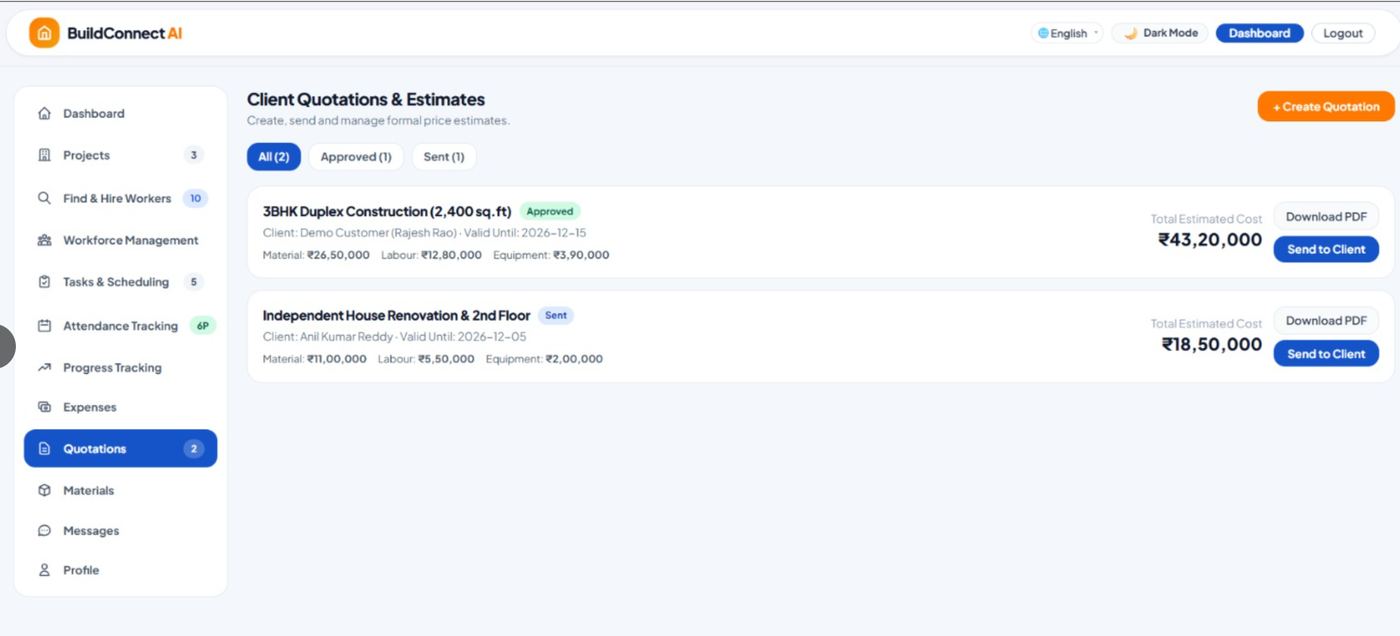 BuildConnect AI
English
Dark Mode
Dashboard
Logout
Dashboard
Projects 3
Find & Hire Workers 10
Workforce Management
Tasks & Scheduling 5
Attendance Tracking 6P
Progress Tracking
Expenses
Quotations 2
Materials
Messages
Profile
Client Quotations & Estimates
Create, send and manage formal price estimates.
+ Create Quotation
All (2)
Approved (1)
Sent (1)
3BHK Duplex Construction (2,400 sq.ft) Approved
Client: Demo Customer (Rajesh Rao) · Valid Until: 2026-12-15
Material: ₹26,50,000 Labour: ₹12,80,000 Equipment: ₹3,90,000
Total Estimated Cost
₹43,20,000
Download PDF
Send to Client
Independent House Renovation & 2nd Floor Sent
Client: Anil Kumar Reddy · Valid Until: 2026-12-05
Material: ₹11,00,000 Labour: ₹5,50,000 Equipment: ₹2,00,000
Total Estimated Cost
₹18,50,000
Download PDF
Send to Client